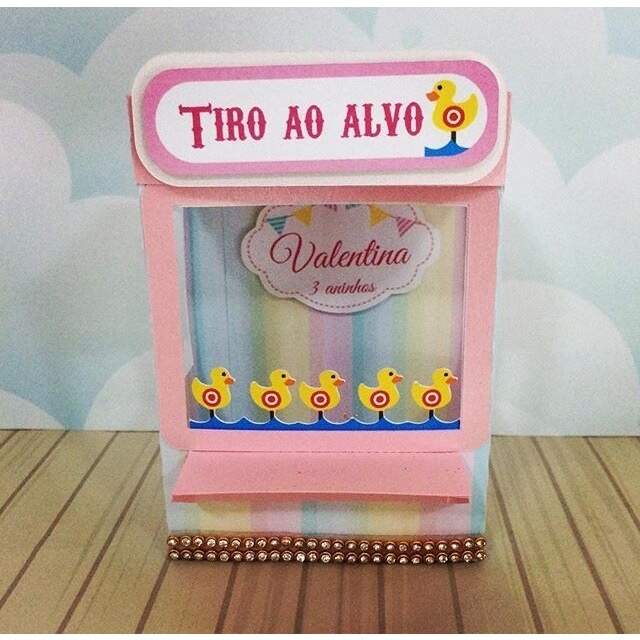 TIRO AO ALVO
Valentina
3 aninhos